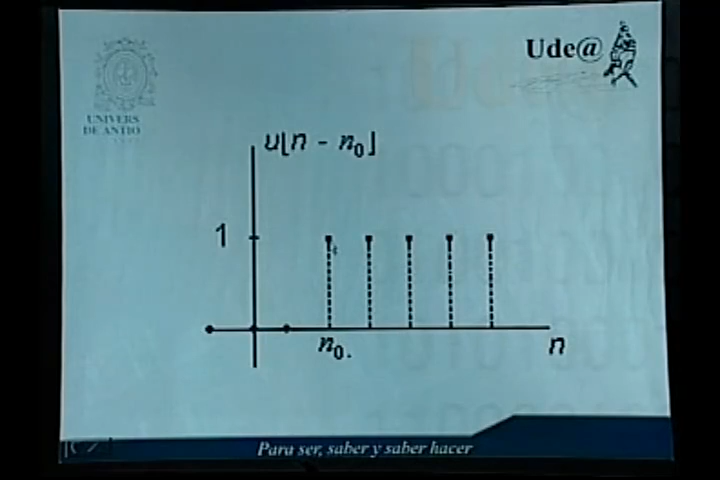 Ude@
UNIVERS
DE ANTIO
u[n - n₀]
1
n₀.
n
Para ser, saber y saber hacer